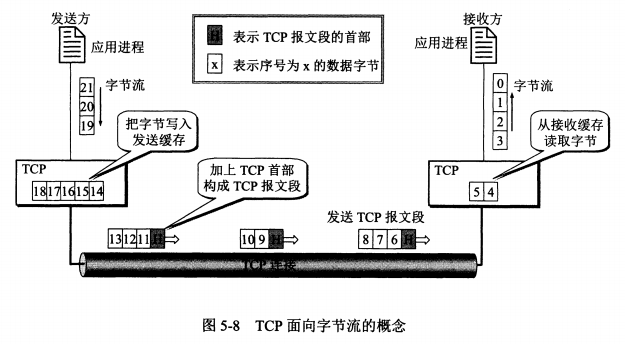 发送方
应用进程
H 表示 TCP 报文段的首部
x 表示序号为 x 的数据字节
接收方
应用进程
21
20
19
字节流
把字节写入
发送缓存
TCP
18 17 16 15 14
加上 TCP 首部
构成 TCP 报文段
字节流
0
1
2
3
从接收缓存
读取字节
TCP
5 4
发送 TCP 报文段
13 12 11 H
10 9 H
8 7 6 H
TCP 连接
图 5-8 TCP 面向字节流的概念